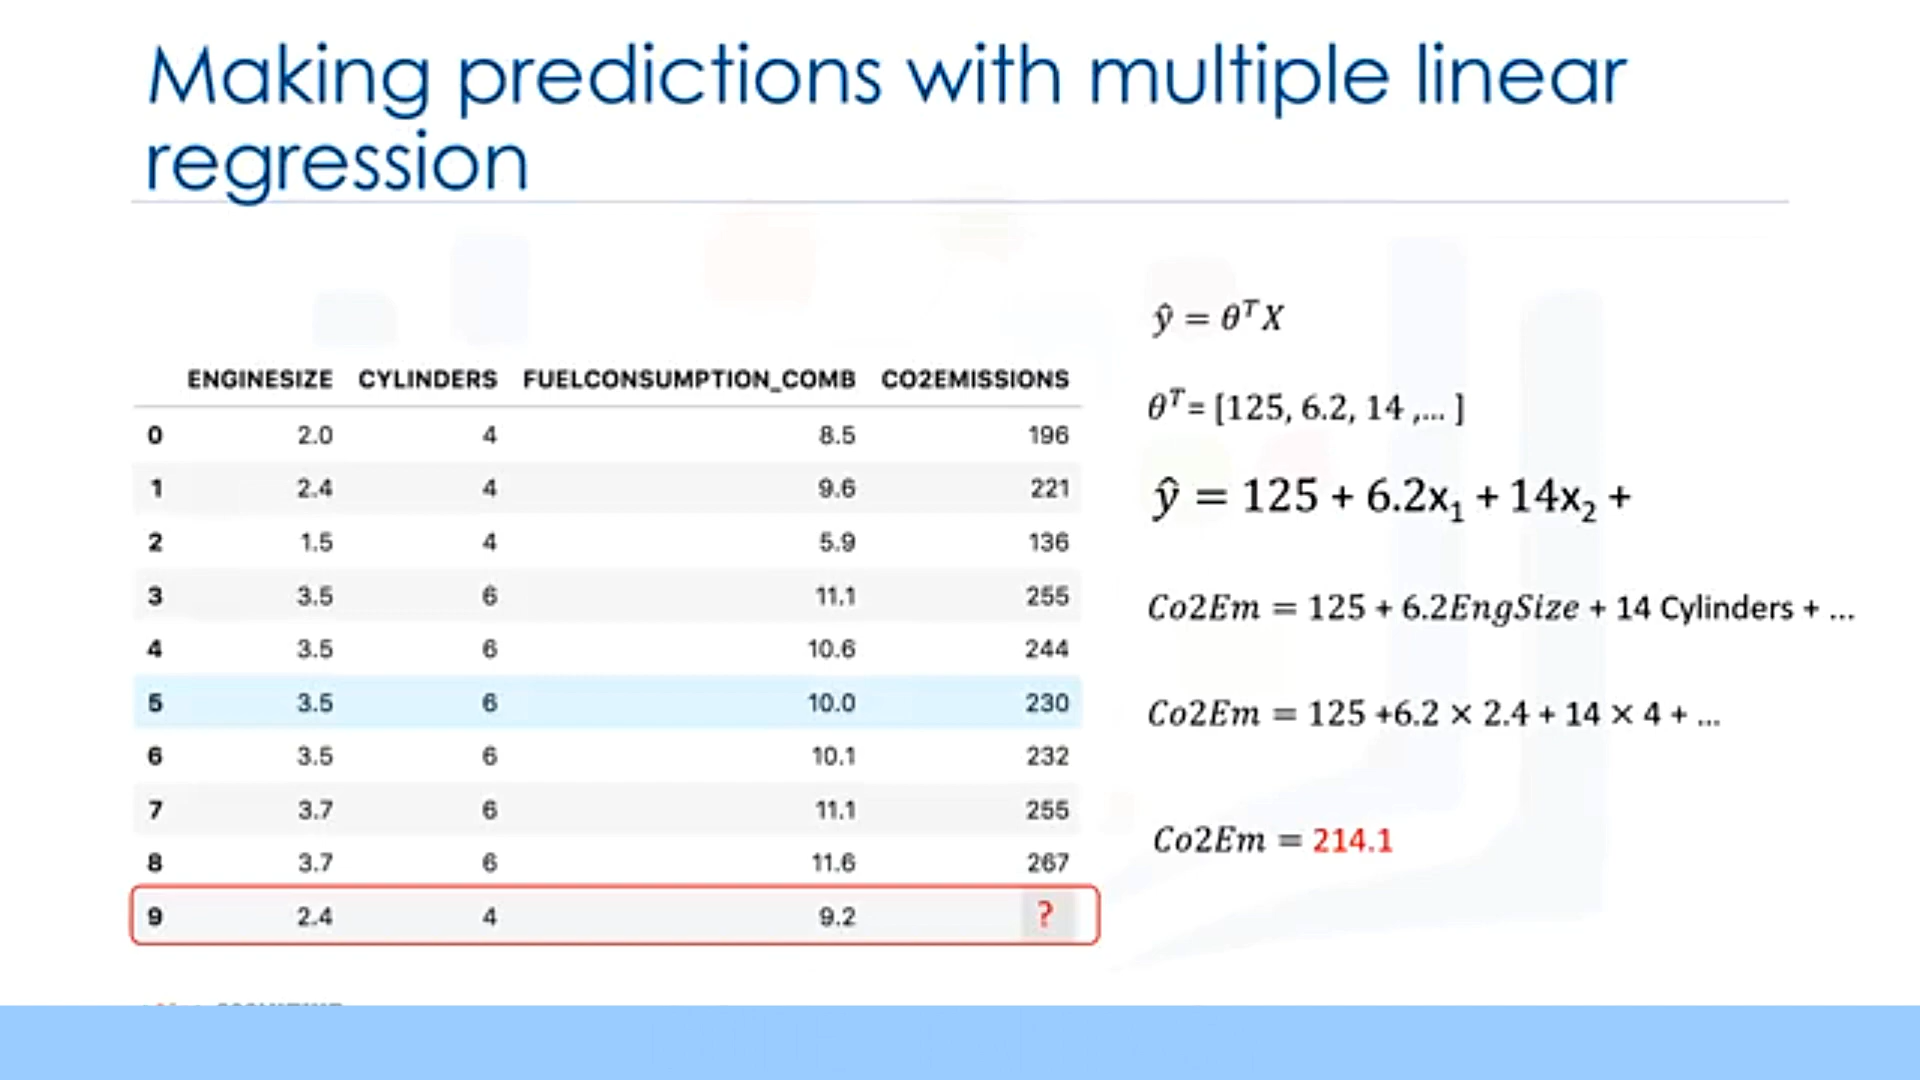 Making predictions with multiple linear
regression
ENGINESIZE CYLINDERS FUELCONSUMPTION_COMB CO2EMISSIONS
0 2.0 4 8.5 196
1 2.4 4 9.6 221
2 1.5 4 5.9 136
3 3.5 6 11.1 255
4 3.5 6 10.6 244
5 3.5 6 10.0 230
6 3.5 6 10.1 232
7 3.7 6 11.1 255
8 3.7 6 11.6 267
9 2.4 4 9.2 ?
ŷ = θᵀX
θᵀ= [125, 6.2, 14 ,... ]
ŷ = 125 + 6.2x₁ + 14x₂ +
Co2Em = 125 + 6.2EngSize + 14 Cylinders + ...
Co2Em = 125 +6.2 × 2.4 + 14 × 4 + ...
Co2Em = 214.1